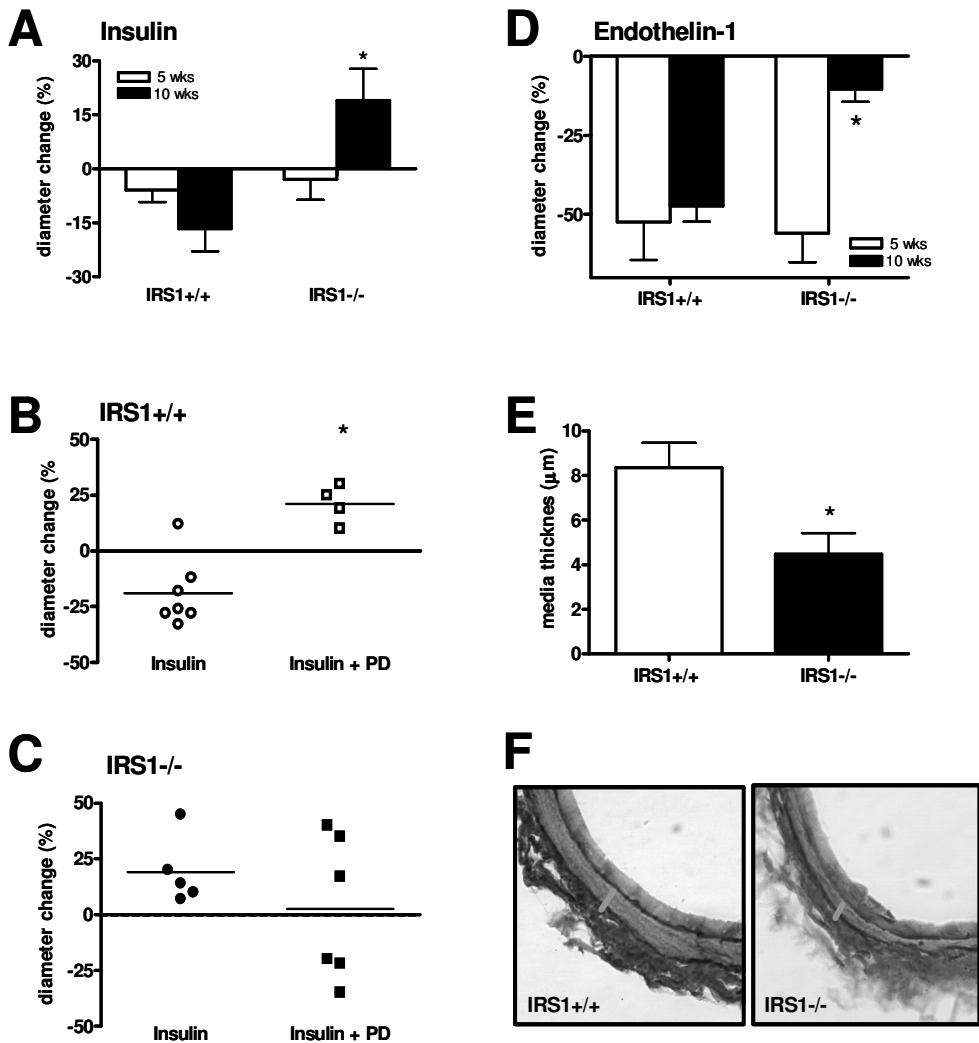 A
Insulin
*
30
15
0
-15
-30
diameter change (%)
5 wks
10 wks
IRS1+/+
IRS1-/-
D
Endothelin-1
0
-25
-50
diameter change (%)
*
5 wks
10 wks
IRS1+/+
IRS1-/-
B
IRS1+/+
*
50
25
0
-25
-50
diameter change (%
Insulin
Insulin + PD
E
10
8
6
4
2
0
media thicknes (μm)
*
IRS1+/+
IRS1-/-
C
IRS1-/-
50
25
0
-25
-50
diameter change (%)
Insulin
Insulin + PD
F
IRS1+/+
IRS1-/-